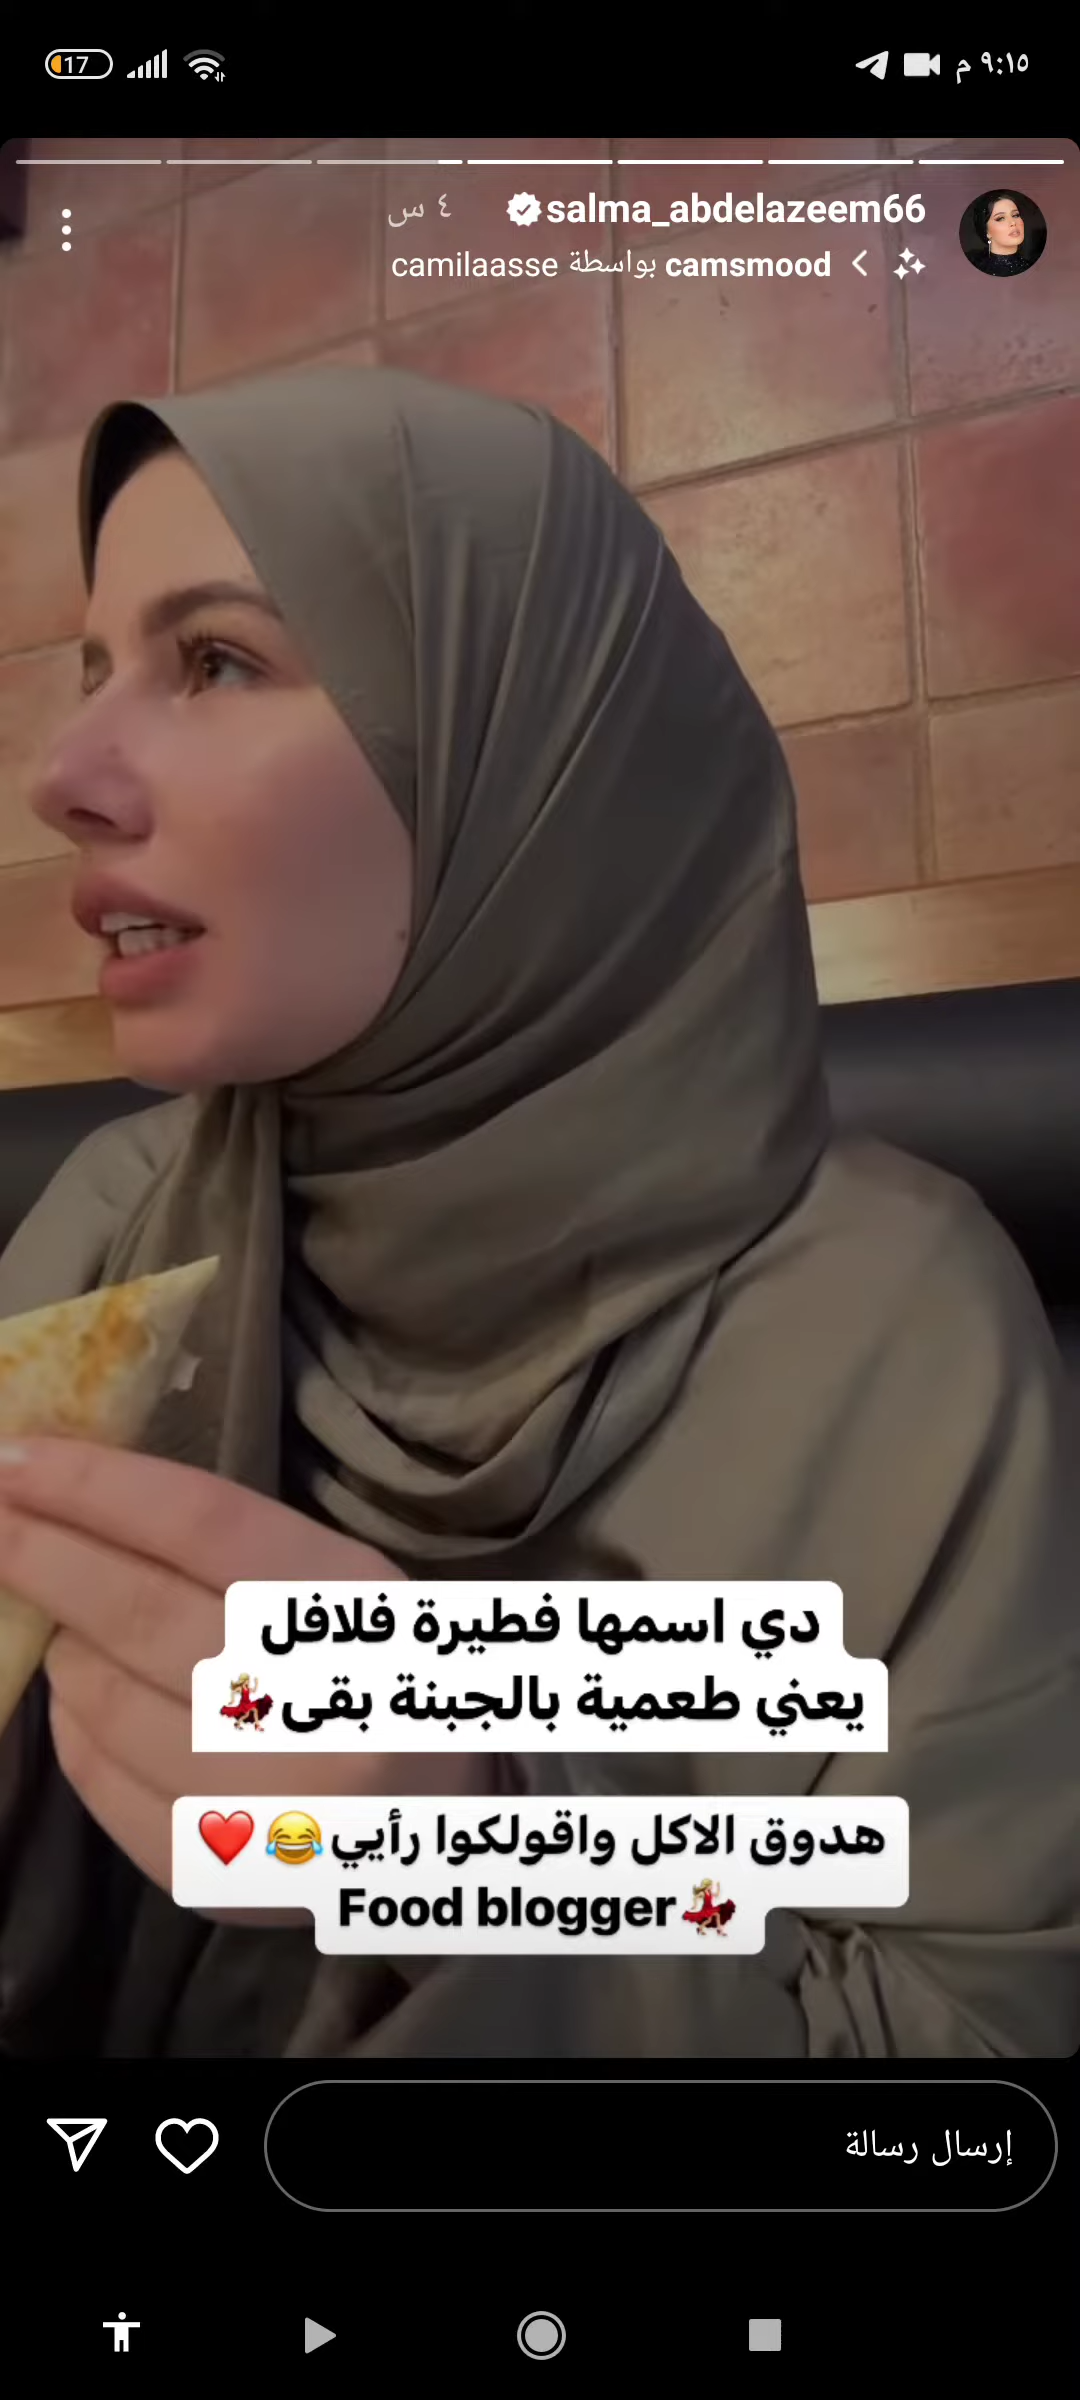 ٩:١٥ م
17
salma_abdelazeem66 ٤ س
camsmood بواسطة camilaasse
دي اسمها فطيرة فلافل
يعني طعمية بالجبنة بقى💃🏼
هدوق الاكل واقولكوا رأيي😂❤️
Food blogger💃🏼
إرسال رسالة